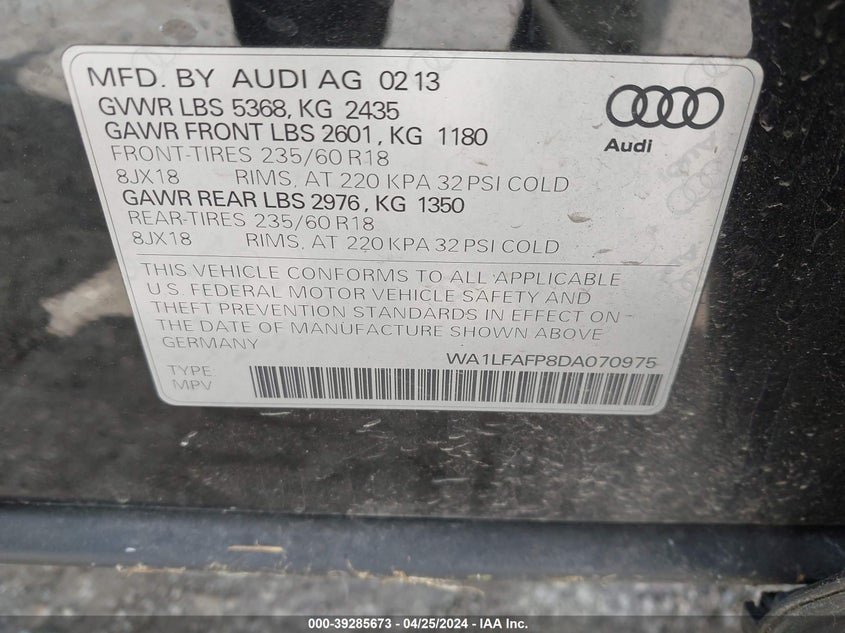 MFD. BY AUDI AG 02 13
GVWR LBS 5368, KG 2435
GAWR FRONT LBS 2601, KG 1180
FRONT-TIRES 235/60 R18
8JX18 RIMS, AT 220 KPA 32 PSI COLD
GAWR REAR LBS 2976, KG 1350
REAR-TIRES 235/60 R18
8JX18 RIMS, AT 220 KPA 32 PSI COLD
Audi
THIS VEHICLE CONFORMS TO ALL APPLICABLE
U.S. FEDERAL MOTOR VEHICLE SAFETY AND
THEFT PREVENTION STANDARDS IN EFFECT ON
THE DATE OF MANUFACTURE SHOWN ABOVE
GERMANY
WA1LFAFP8DA070975
TYPE:
MPV
000-39285673 - 04/25/2024 - IAA Inc.